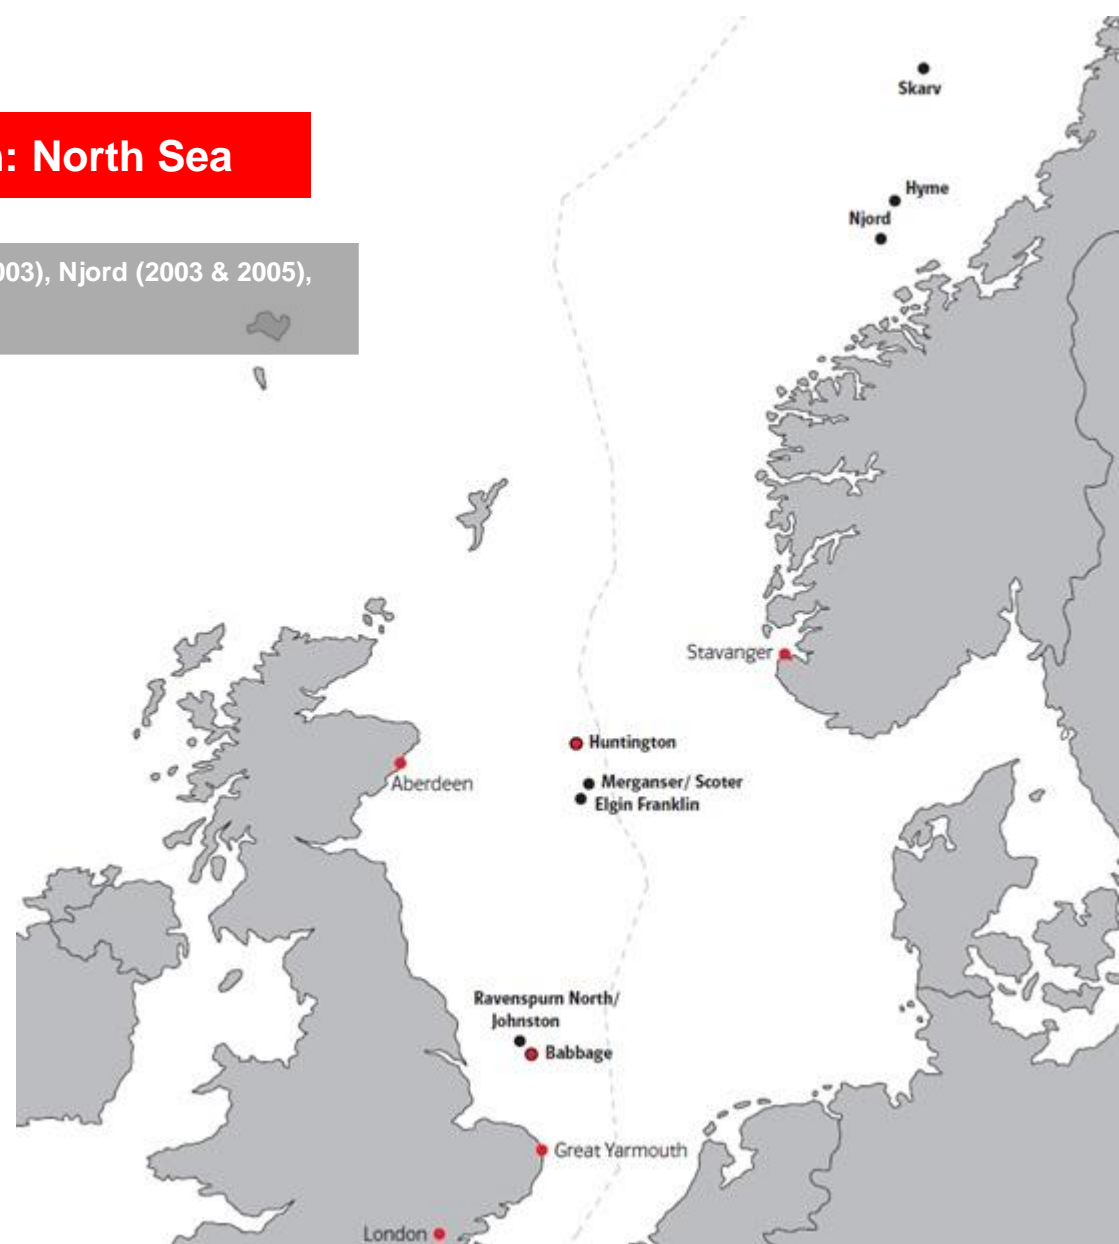 : North Sea
003), Njord (2003 & 2005),
Skarv
Hyme
Njord
Stavanger
Huntington
Aberdeen
Merganser/ Scoter
Elgin Franklin
Ravenspurn North/
Johnston
Babbage
Great Yarmouth
London